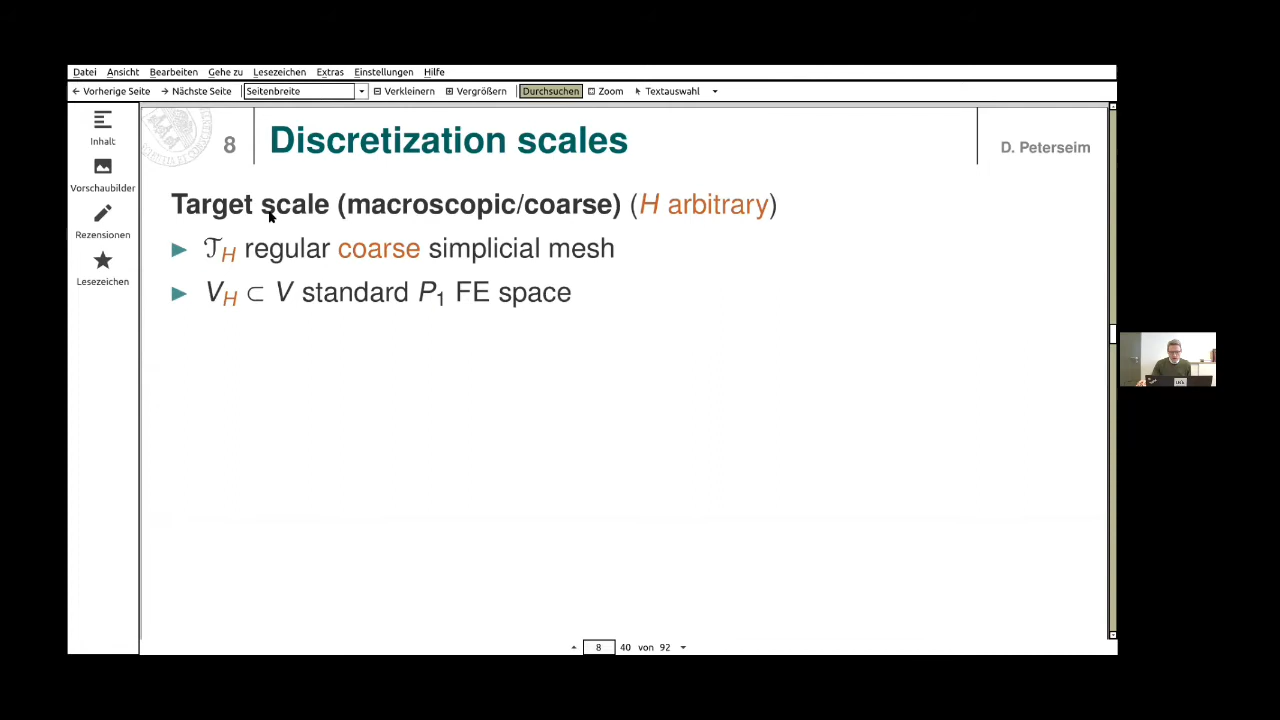 Datei Ansicht Bearbeiten Gehe zu Lesezeichen Extras Einstellungen Hilfe
Vorherige Seite Nächste Seite Seitenbreite Verkleinern Vergrößern Durchsuchen Zoom Textauswahl
Inhalt
Vorschaubilder
Rezensionen
Lesezeichen
8 Discretization scales D. Peterseim
Target scale (macroscopic/coarse) (H arbitrary)
► 𝒯_H regular coarse simplicial mesh
► V_H ⊂ V standard P₁ FE space
8 40 von 92